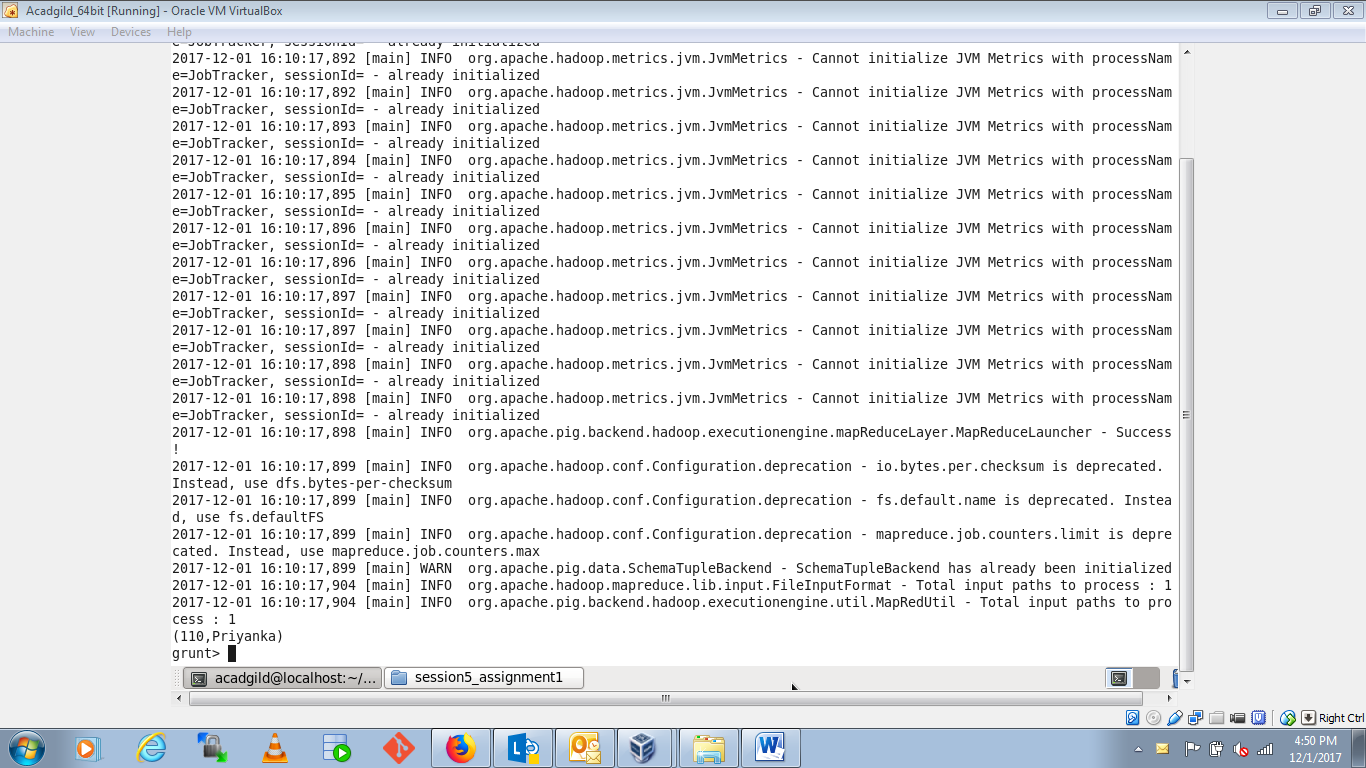 Acadgild_64bit [Running] - Oracle VM VirtualBox
Machine View Devices Help
e=JobTracker, sessionId= - already initialized
2017-12-01 16:10:17,892 [main] INFO  org.apache.hadoop.metrics.jvm.JvmMetrics - Cannot initialize JVM Metrics with processNam
e=JobTracker, sessionId= - already initialized
2017-12-01 16:10:17,892 [main] INFO  org.apache.hadoop.metrics.jvm.JvmMetrics - Cannot initialize JVM Metrics with processNam
e=JobTracker, sessionId= - already initialized
2017-12-01 16:10:17,893 [main] INFO  org.apache.hadoop.metrics.jvm.JvmMetrics - Cannot initialize JVM Metrics with processNam
e=JobTracker, sessionId= - already initialized
2017-12-01 16:10:17,894 [main] INFO  org.apache.hadoop.metrics.jvm.JvmMetrics - Cannot initialize JVM Metrics with processNam
e=JobTracker, sessionId= - already initialized
2017-12-01 16:10:17,895 [main] INFO  org.apache.hadoop.metrics.jvm.JvmMetrics - Cannot initialize JVM Metrics with processNam
e=JobTracker, sessionId= - already initialized
2017-12-01 16:10:17,896 [main] INFO  org.apache.hadoop.metrics.jvm.JvmMetrics - Cannot initialize JVM Metrics with processNam
e=JobTracker, sessionId= - already initialized
2017-12-01 16:10:17,896 [main] INFO  org.apache.hadoop.metrics.jvm.JvmMetrics - Cannot initialize JVM Metrics with processNam
e=JobTracker, sessionId= - already initialized
2017-12-01 16:10:17,897 [main] INFO  org.apache.hadoop.metrics.jvm.JvmMetrics - Cannot initialize JVM Metrics with processNam
e=JobTracker, sessionId= - already initialized
2017-12-01 16:10:17,897 [main] INFO  org.apache.hadoop.metrics.jvm.JvmMetrics - Cannot initialize JVM Metrics with processNam
e=JobTracker, sessionId= - already initialized
2017-12-01 16:10:17,898 [main] INFO  org.apache.hadoop.metrics.jvm.JvmMetrics - Cannot initialize JVM Metrics with processNam
e=JobTracker, sessionId= - already initialized
2017-12-01 16:10:17,898 [main] INFO  org.apache.hadoop.metrics.jvm.JvmMetrics - Cannot initialize JVM Metrics with processNam
e=JobTracker, sessionId= - already initialized
2017-12-01 16:10:17,898 [main] INFO  org.apache.pig.backend.hadoop.executionengine.mapReduceLayer.MapReduceLauncher - Success
!
2017-12-01 16:10:17,899 [main] INFO  org.apache.hadoop.conf.Configuration.deprecation - io.bytes.per.checksum is deprecated.
Instead, use dfs.bytes-per-checksum
2017-12-01 16:10:17,899 [main] INFO  org.apache.hadoop.conf.Configuration.deprecation - fs.default.name is deprecated. Instea
d, use fs.defaultFS
2017-12-01 16:10:17,899 [main] INFO  org.apache.hadoop.conf.Configuration.deprecation - mapreduce.job.counters.limit is depre
cated. Instead, use mapreduce.job.counters.max
2017-12-01 16:10:17,899 [main] WARN  org.apache.pig.data.SchemaTupleBackend - SchemaTupleBackend has already been initialized
2017-12-01 16:10:17,904 [main] INFO  org.apache.hadoop.mapreduce.lib.input.FileInputFormat - Total input paths to process : 1
2017-12-01 16:10:17,904 [main] INFO  org.apache.pig.backend.hadoop.executionengine.util.MapRedUtil - Total input paths to pro
cess : 1
(110,Priyanka)
grunt>
acadgild@localhost:~/... session5_assignment1
Right Ctrl
4:50 PM
12/1/2017